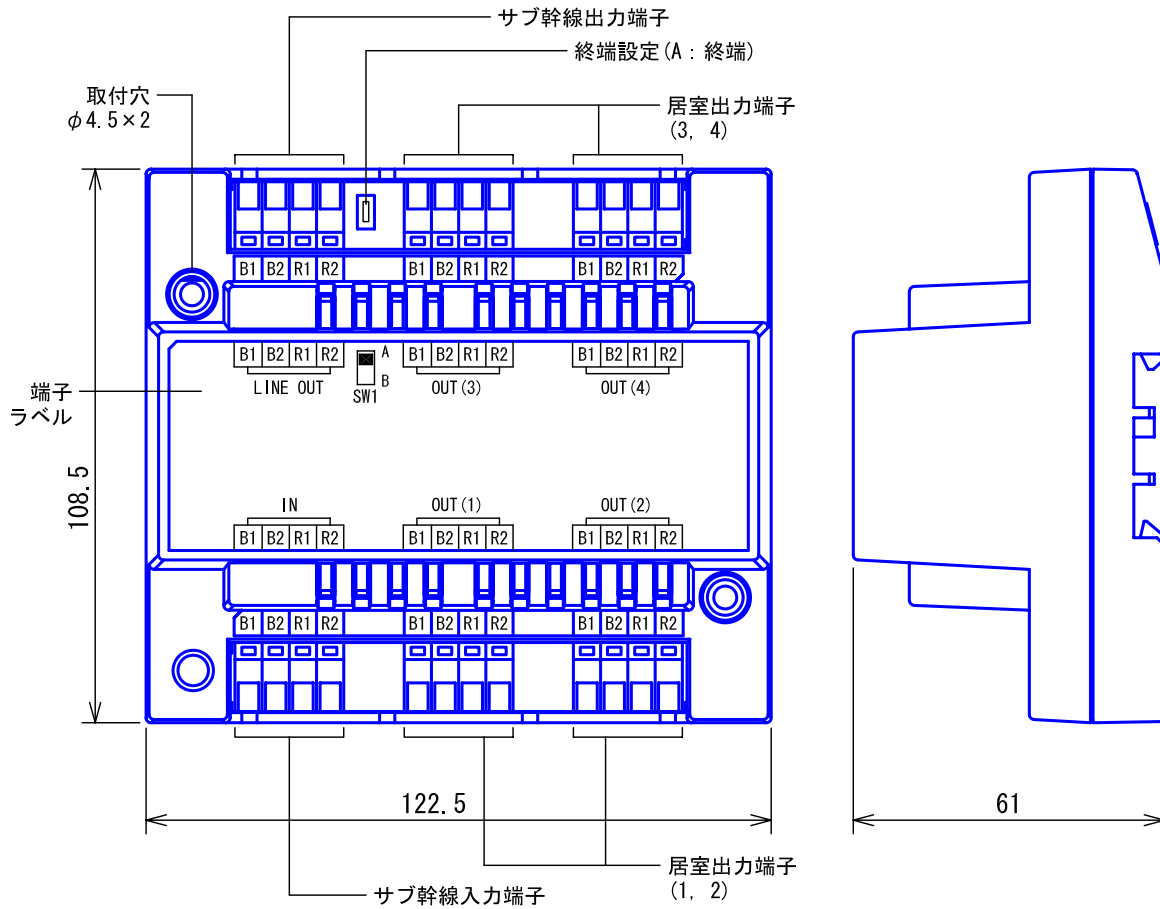 サブ幹線出力端子
終端設定(A：終端)
取付穴
φ4.5×2
居室出力端子
(3, 4)
B1 B2 R1 R2 B1 B2 R1 R2 B1 B2 R1 R2
B1 B2 R1 R2 A B1 B2 R1 R2 B1 B2 R1 R2
B
LINE OUT SW1 OUT(3) OUT(4)
端子
ラベル
108.5
IN OUT(1) OUT(2)
B1 B2 R1 R2 B1 B2 R1 R2 B1 B2 R1 R2
B1 B2 R1 R2 B1 B2 R1 R2 B1 B2 R1 R2
122.5 61
居室出力端子
(1, 2)
サブ幹線入力端子